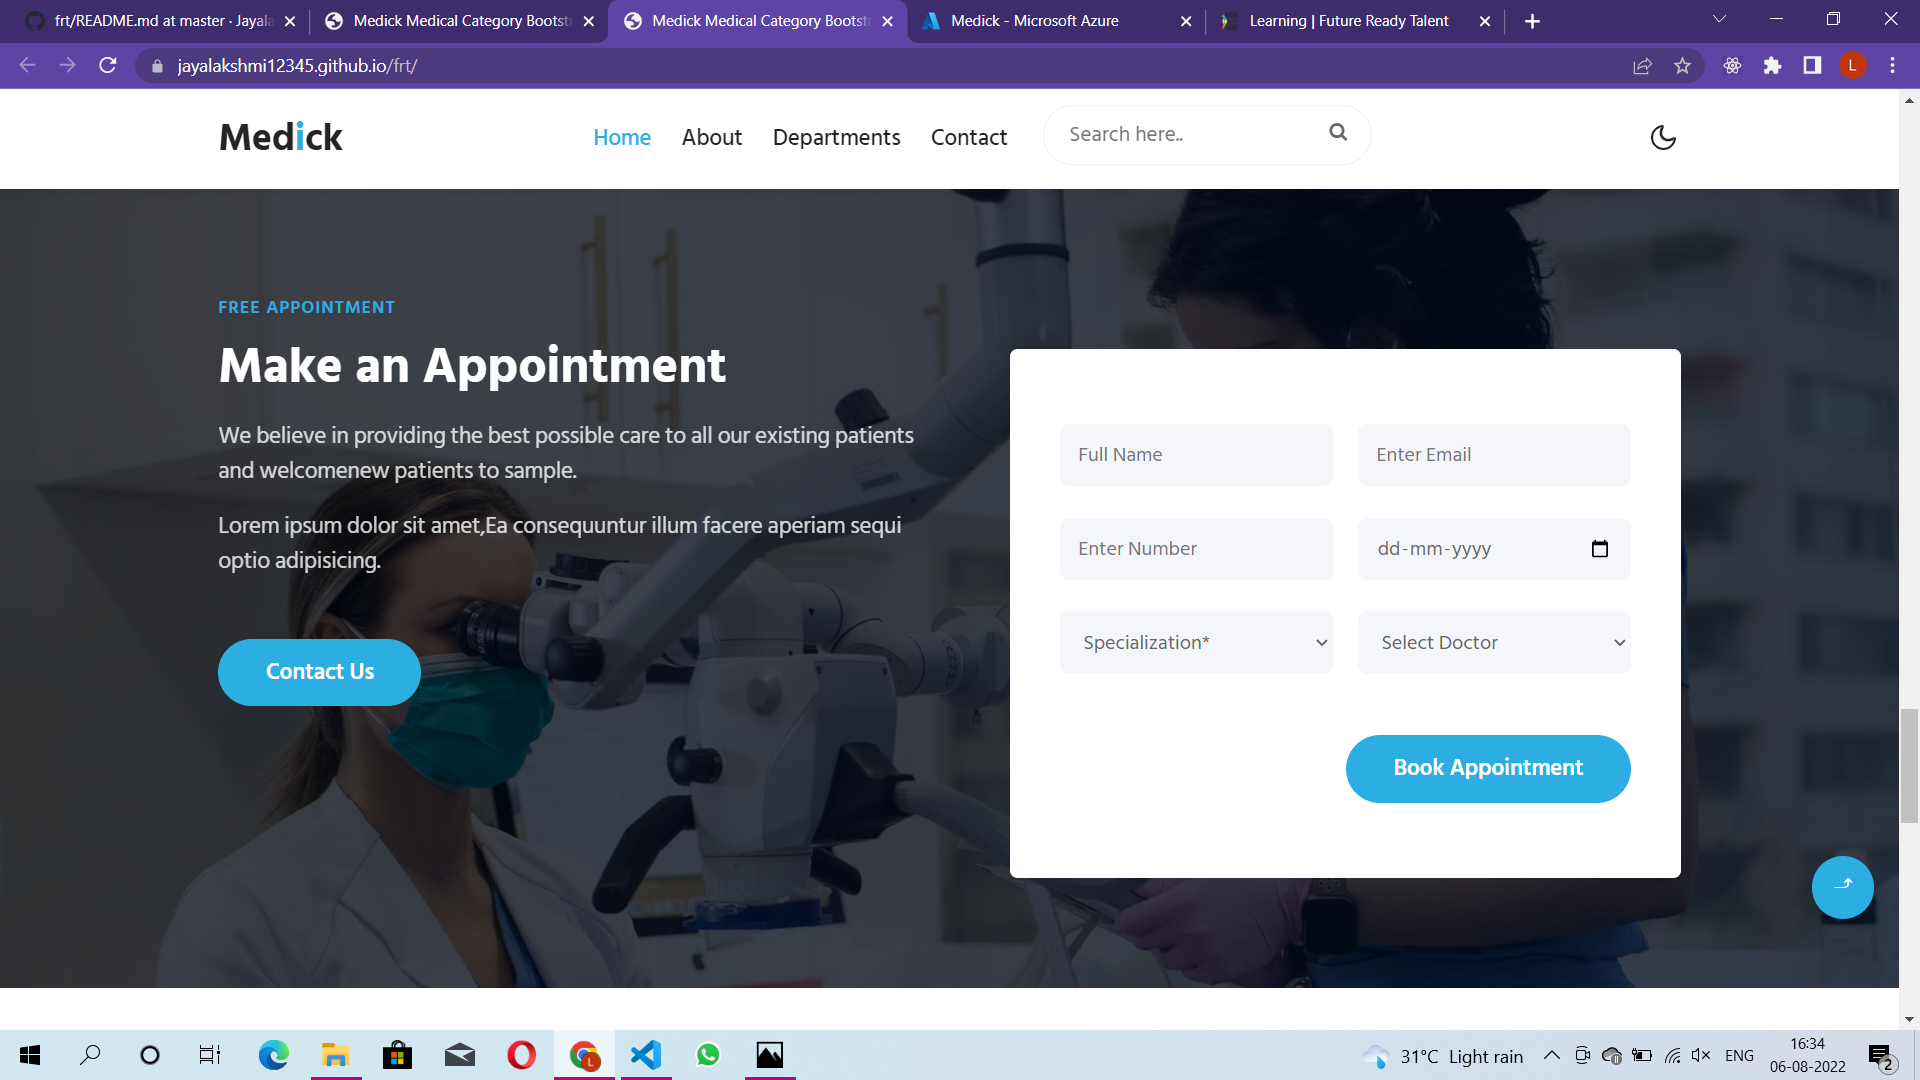 frt/README.md at master · Jayala
Medick Medical Category Bootst
Medick Medical Category Bootst
Medick - Microsoft Azure
Learning | Future Ready Talent
jayalakshmi12345.github.io/frt/
L
Medick
Home
About
Departments
Contact
Search here..
FREE APPOINTMENT
Make an Appointment
We believe in providing the best possible care to all our existing patients
and welcomenew patients to sample.
Lorem ipsum dolor sit amet,Ea consequuntur illum facere aperiam sequi
optio adipisicing.
Contact Us
Full Name
Enter Email
Enter Number
dd-mm-yyyy
Specialization*
Select Doctor
Book Appointment
L
31°C Light rain
ENG
16:34
06-08-2022
2